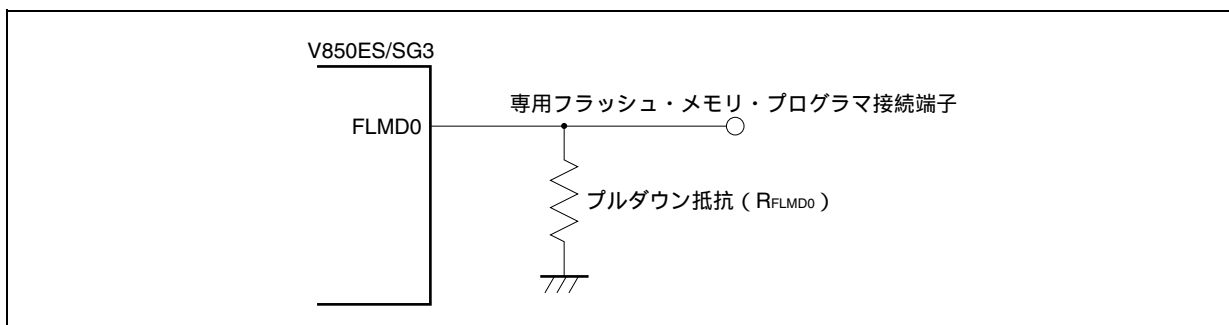 V850ES/SG3
専用フラッシュ・メモリ・プログラマ接続端子
FLMD0
プルダウン抵抗（RFLMD0）